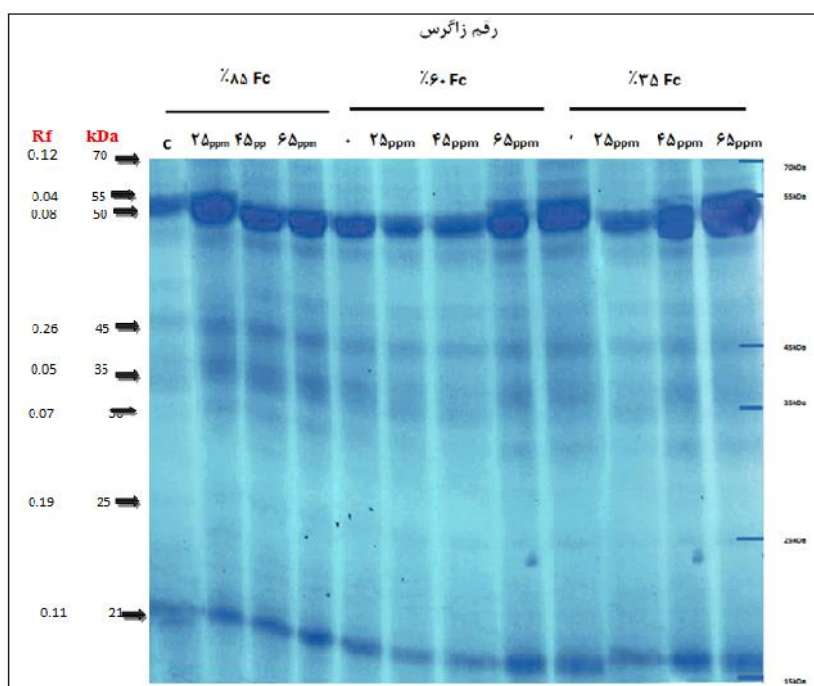 رقم زاگرس
٪۸۵ Fc ٪۶۰ Fc ٪۳۵ Fc
Rf kDa c ۲۵ppm ۴۵pp ۶۵ppm ۰ ۲۵ppm ۴۵ppm ۶۵ppm ۲۵ppm ۴۵ppm ۶۵ppm
0.12 70
70kDa
0.04 55
55kDa
0.08 50
0.26 45
45kDa
0.05 35
35kDa
0.07
0.19 25
25kDa
0.11 21
15kDa